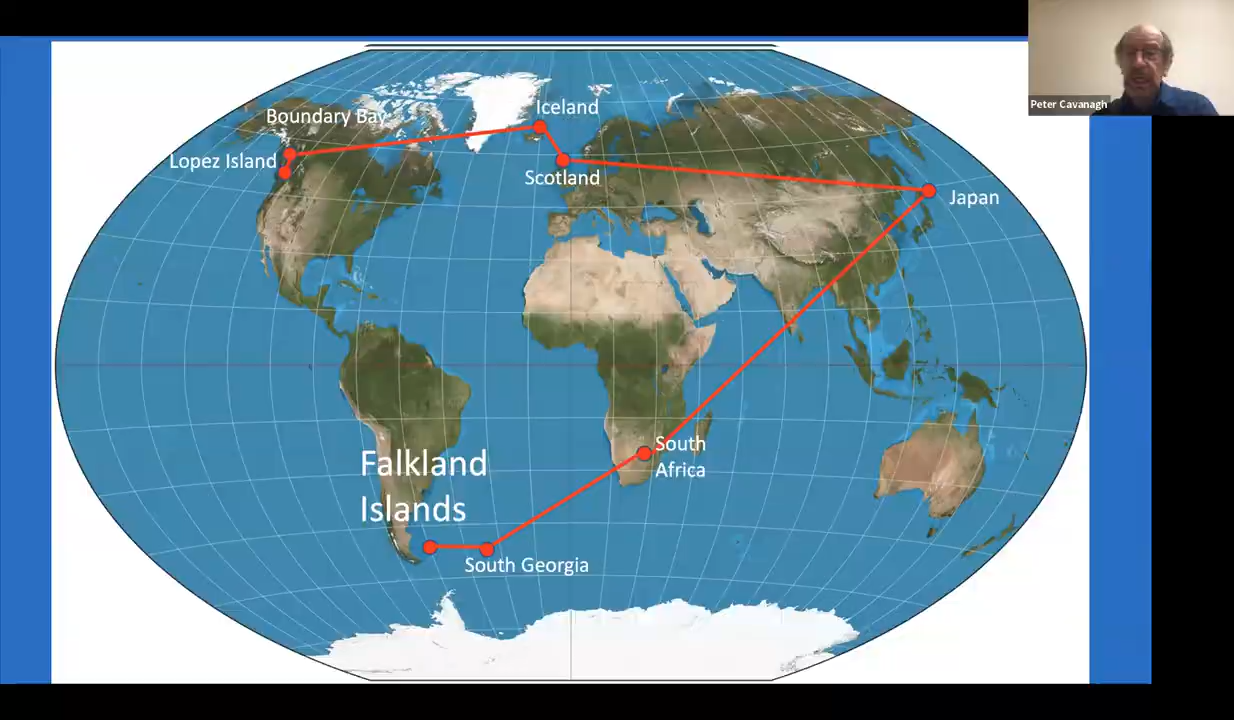 Peter Cavanagh
Iceland
Boundary Bay
Lopez Island
Scotland
Japan
South
Africa
Falkland
Islands
South Georgia